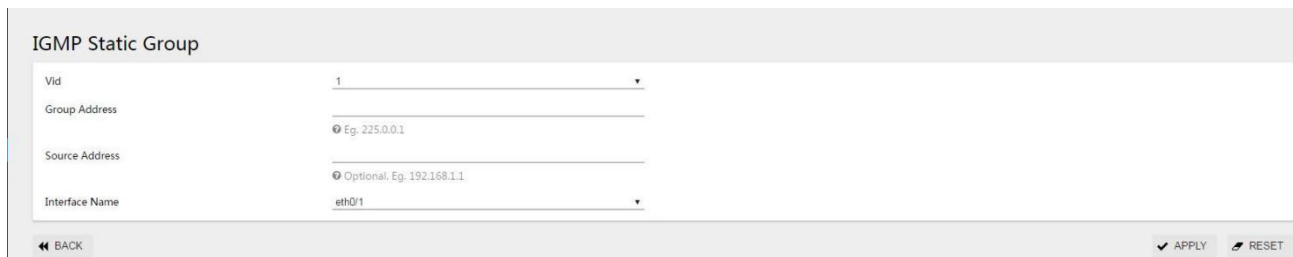 IGMP Static Group
Vid 1
Group Address
Eg. 225.0.0.1
Source Address
Optional. Eg. 192.168.1.1
Interface Name eth0/1
BACK APPLY RESET